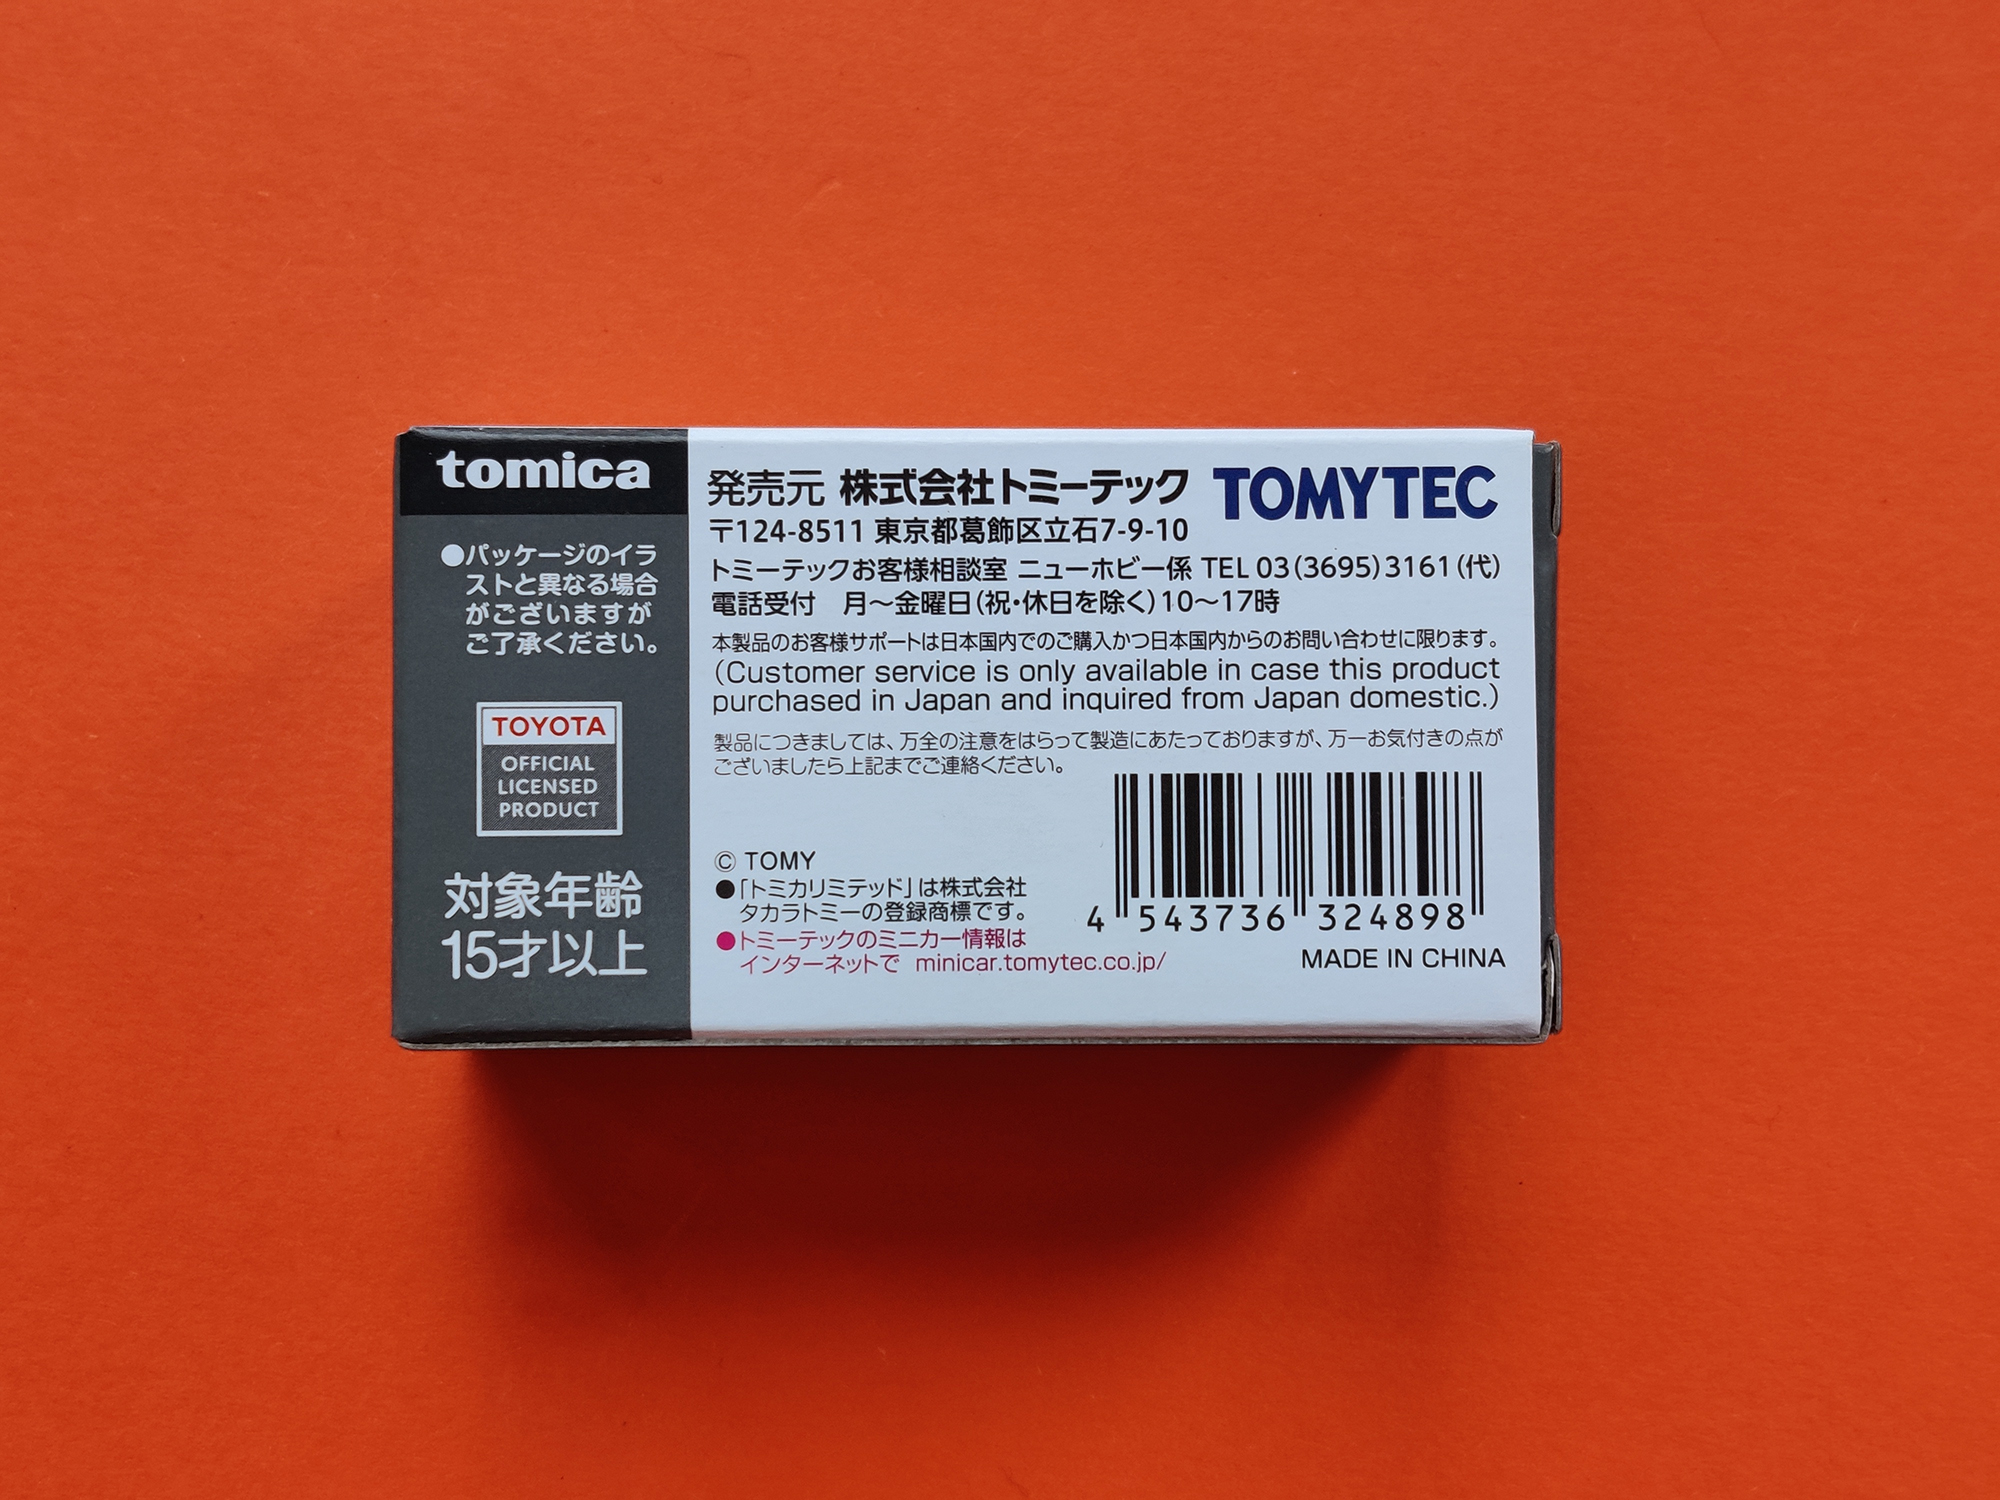 tomica
●パッケージのイラ
ストと異なる場合
がございますが
ご了承ください。
TOYOTA
OFFICIAL
LICENSED
PRODUCT
対象年齢
15才以上
発売元 株式会社トミーテック TOMYTEC
〒124-8511 東京都葛飾区立石7-9-10
トミーテックお客様相談室 ニューホビー係 TEL 03(3695)3161(代)
電話受付 月～金曜日(祝・休日を除く)10～17時
本製品のお客様サポートは日本国内でのご購入かつ日本国内からのお問い合わせに限ります。
(Customer service is only available in case this product
purchased in Japan and inquired from Japan domestic.)
製品につきましては、万全の注意をはらって製造にあたっておりますが、万一お気付きの点が
ございましたら上記までご連絡ください。
© TOMY
●「トミカリミテッド」は株式会社
タカラトミーの登録商標です。
●トミーテックのミニカー情報は
インターネットで minicar.tomytec.co.jp/
4 543736 324898
MADE IN CHINA